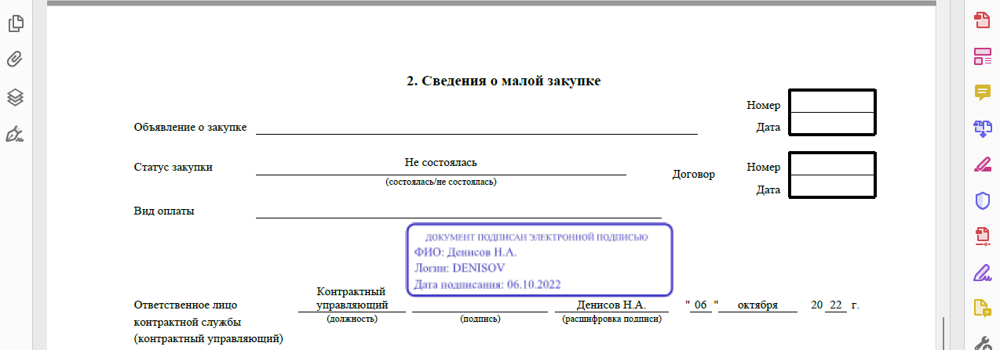 2. Сведения о малой закупке
Номер
Объявление о закупке
Дата
Не состоялась
Статус закупки
Номер
(состоялась/не состоялась)
Договор
Дата
Вид оплаты
ДОКУМЕНТ ПОДПИСАН ЭЛЕКТРОННОЙ ПОДПИСЬЮ
ФИО: Денисов Н.А.
Логин: DENISOV
Дата подписания: 06.10.2022
Контрактный
Ответственное лицо управляющий Денисов Н.А. " 06 " октября 20 22 г.
контрактной службы (должность) (подпись) (расшифровка подписи)
(контрактный управляющий)